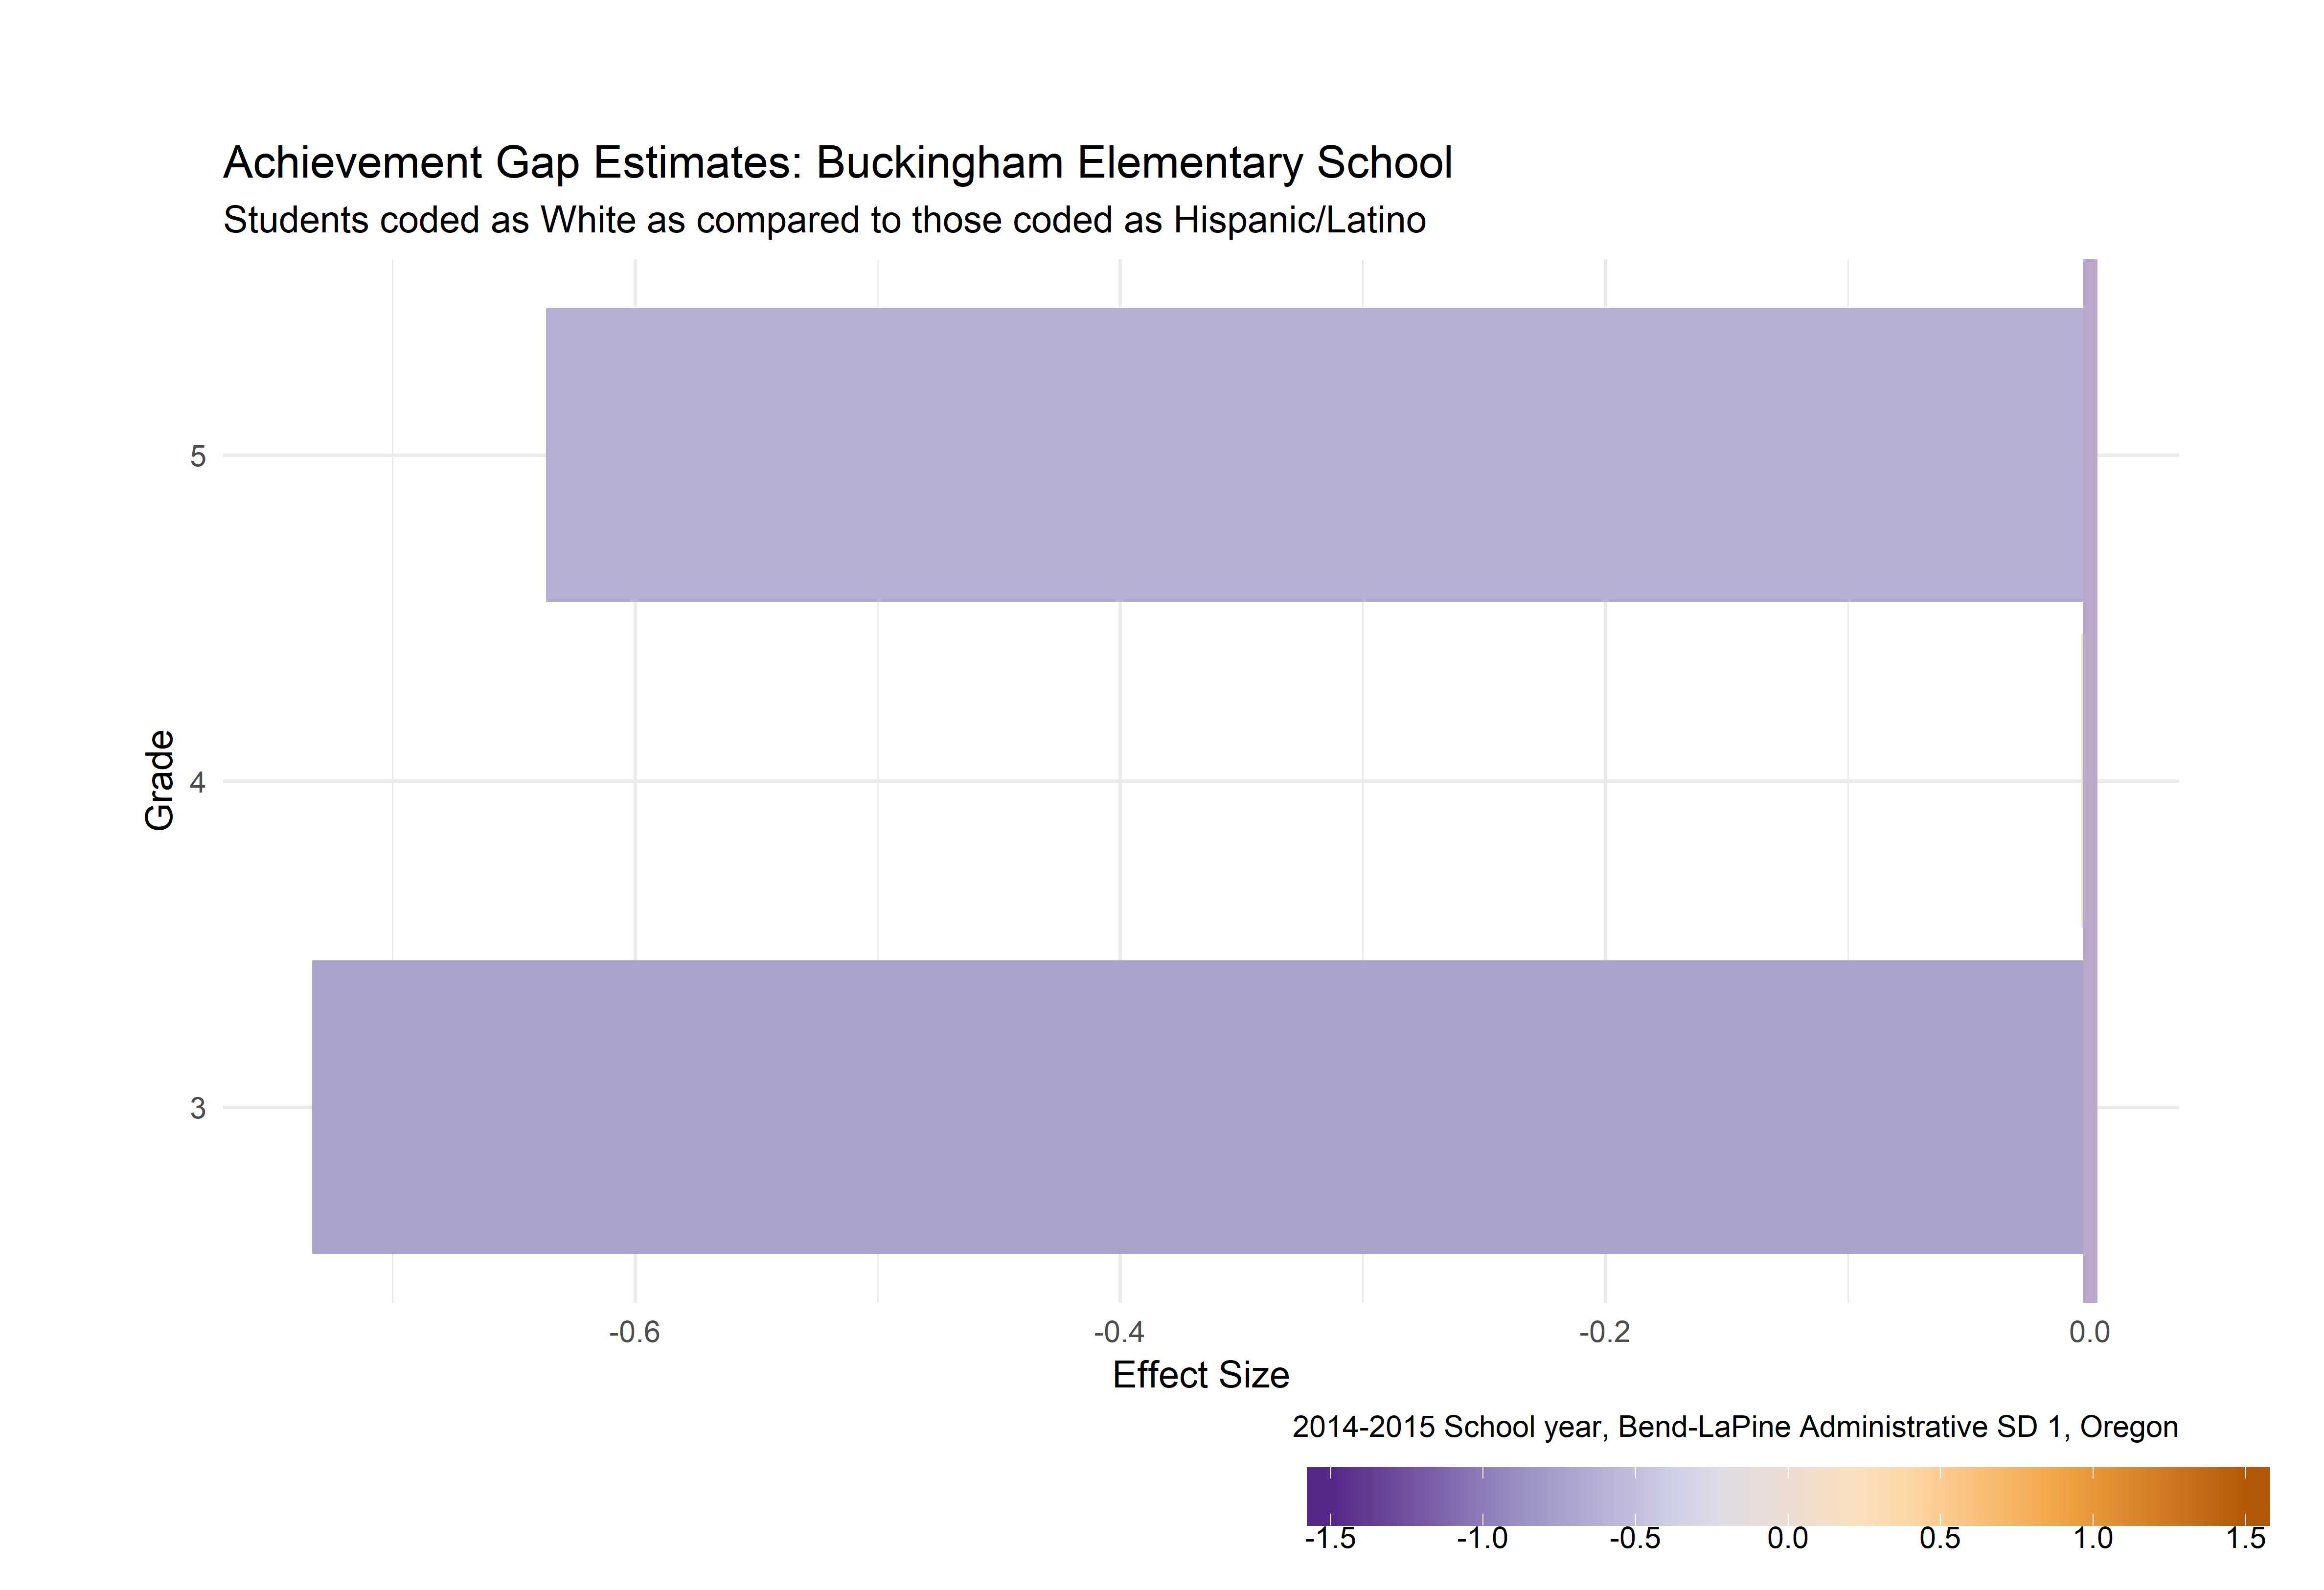 Achievement Gap Estimates: Buckingham Elementary School
Students coded as White as compared to those coded as Hispanic/Latino
5
4
3
Grade
-0.6 -0.4 -0.2 0.0
Effect Size
2014-2015 School year, Bend-LaPine Administrative SD 1, Oregon
-1.5 -1.0 -0.5 0.0 0.5 1.0 1.5